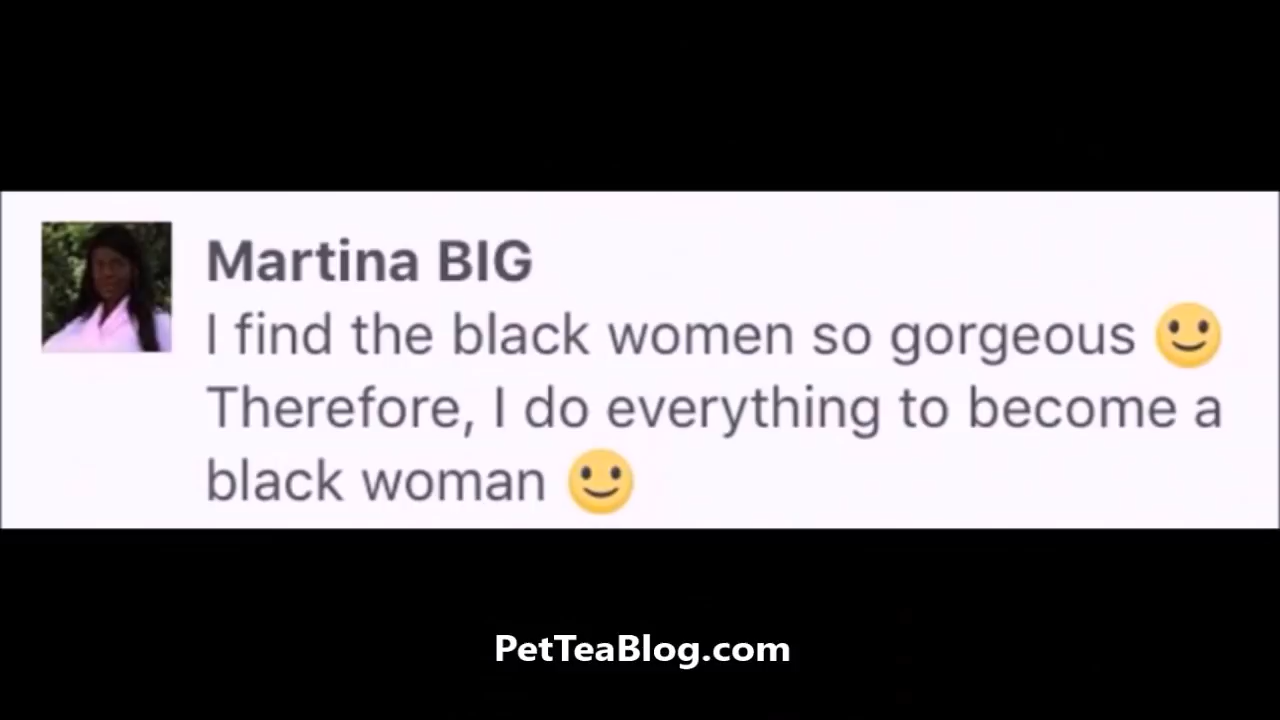 Martina BIG
I find the black women so gorgeous 🙂
Therefore, I do everything to become a
black woman 🙂
PetTeaBlog.com